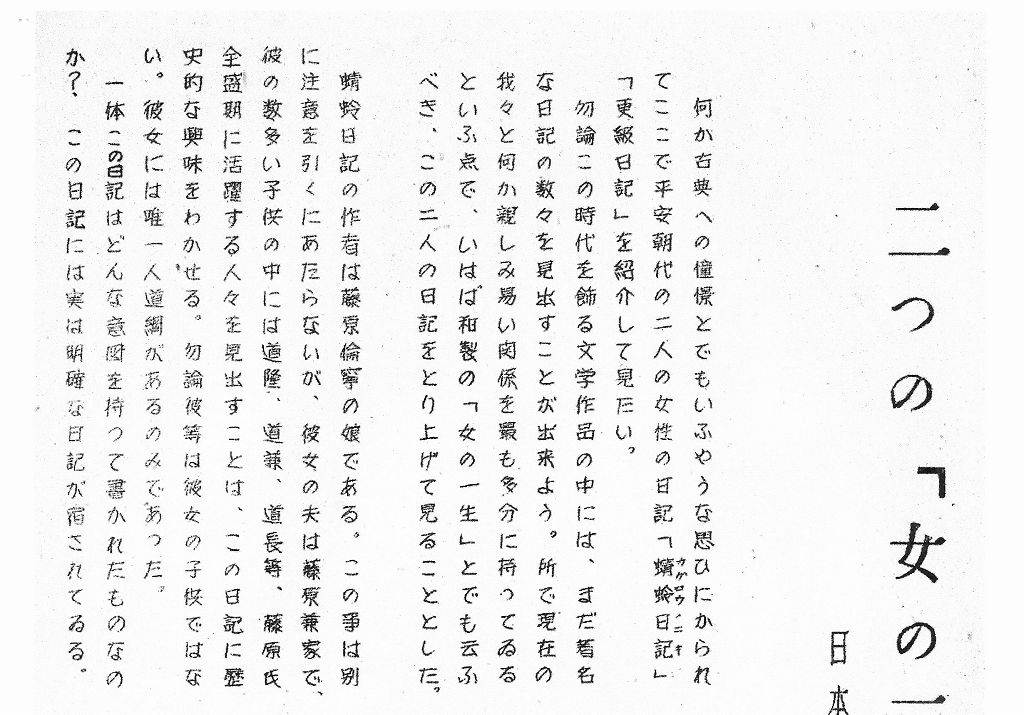 二つの「女の一
日本
何か古典への憧憬とでもいふやうな思ひにかられ
てここで平安朝代の二人の女性の日記「蜻蛉日記」
カゲロウニキ
「更級日記」を紹介して見たい。
勿論この時代を飾る文学作品の中には、まだ著名
な日記の数々を見出すことが出来よう。所で現在の
我々と何か親しみ易い関係を最も多分に持つてゐる
といふ点で、いはば和製の「女の一生」とでも云ふ
べき、この二人の日記をとり上げて見ることとした。
蜻蛉日記の作者は藤原倫寧の娘である。この事は別
に注意を引くにあたらないが、彼女の夫は藤原兼家で、
彼の数多い子供の中には道隆、道兼、道長等、藤原氏
全盛期に活躍する人々を見出すことは、この日記に歴
史的な興味をわかせる。勿論彼等は彼女の子供ではな
い。彼女には唯一人道綱があるのみであつた。
一体この日記はどんな意図を持つて書かれたものなの
か？、この日記には実は明確な日記が宿されてゐる。